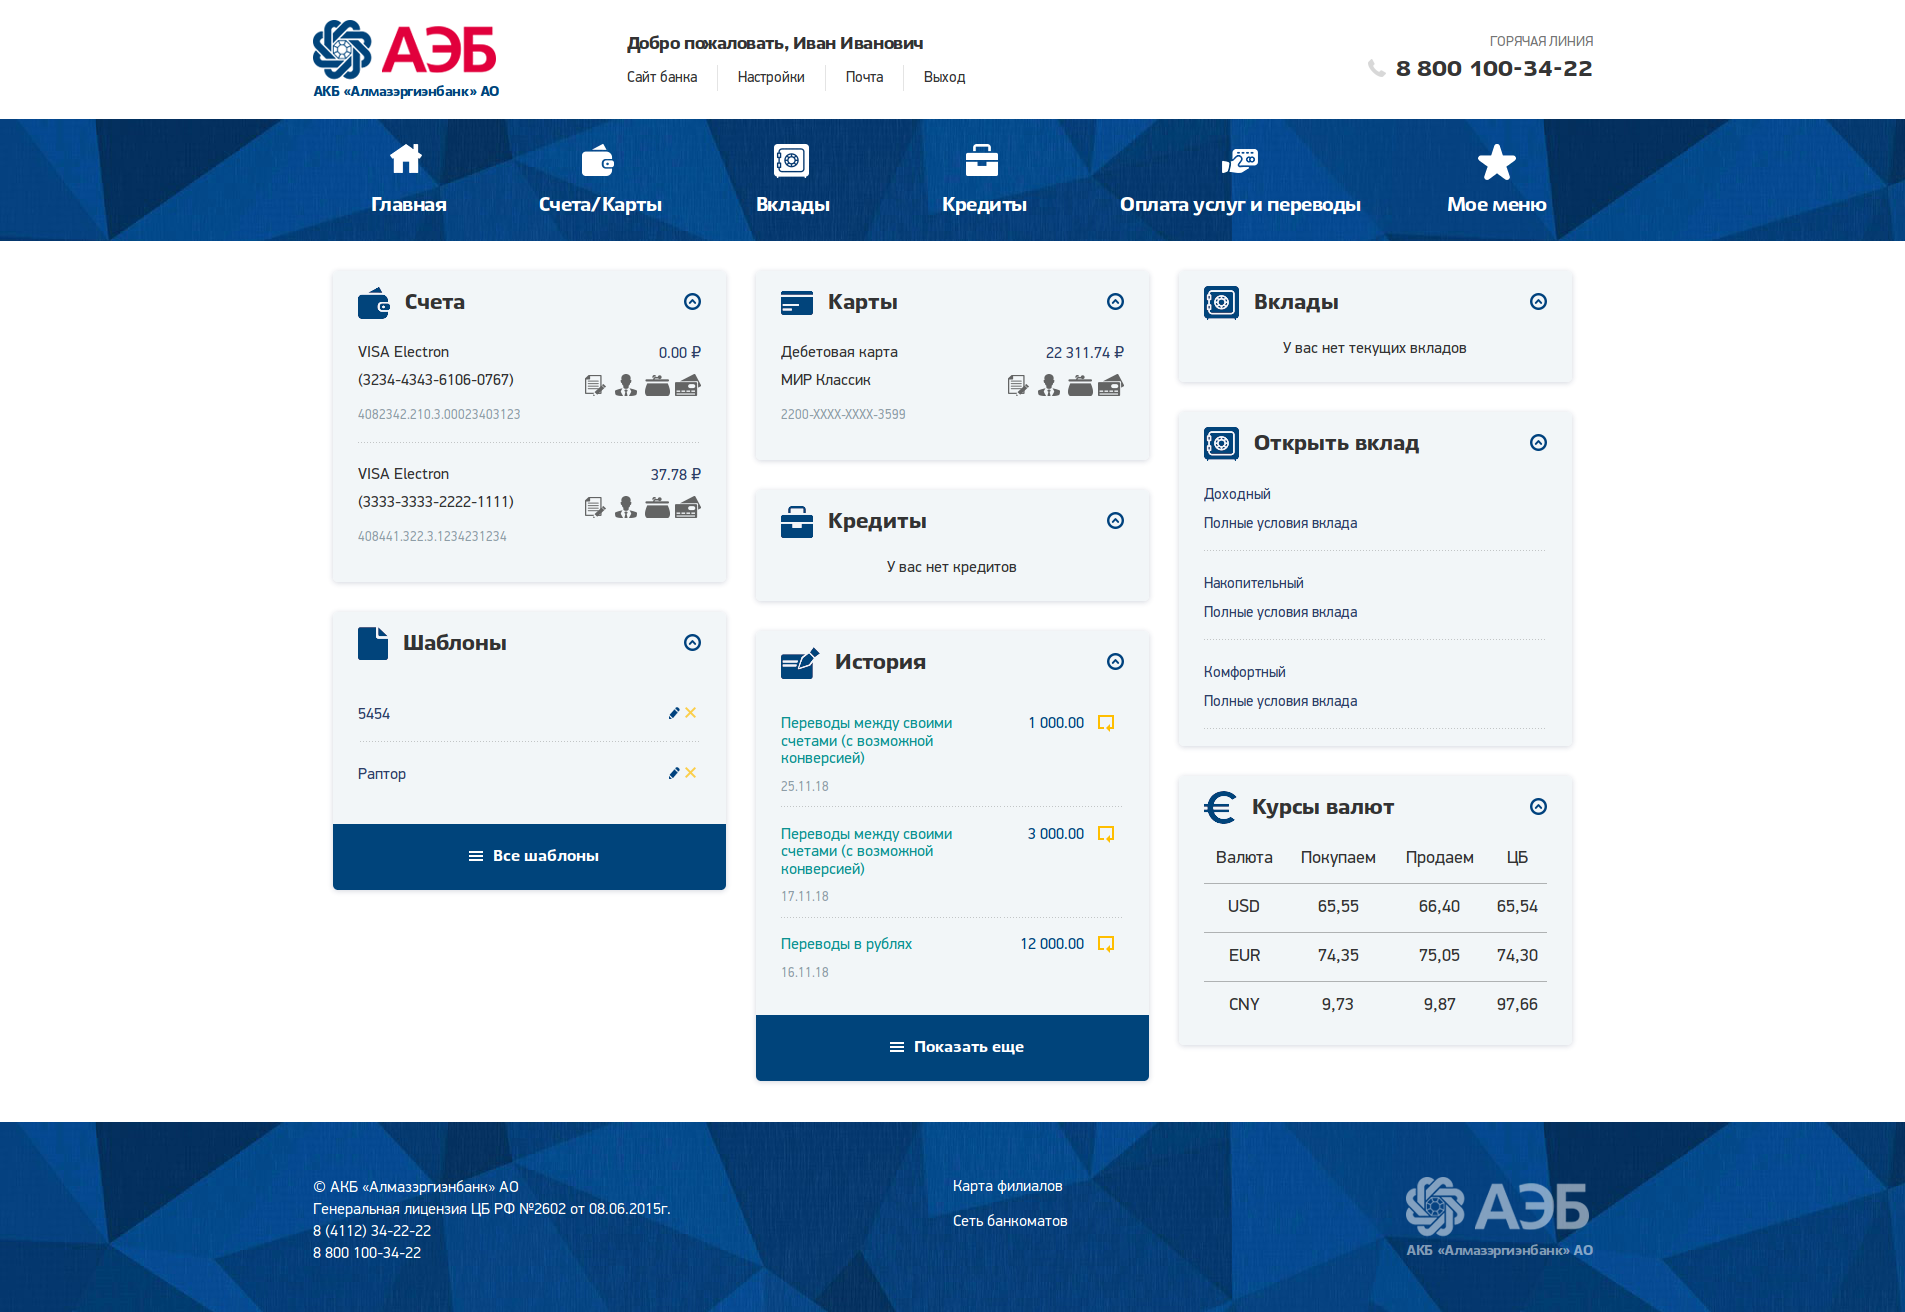 АЭБ
АКБ «Алмазэргиэнбанк» АО
Добро пожаловать, Иван Иванович
Сайт банка
Настройки
Почта
Выход
ГОРЯЧАЯ ЛИНИЯ
8 800 100-34-22
Главная
Счета/Карты
Вклады
Кредиты
Оплата услуг и переводы
Мое меню
Счета
VISA Electron
0.00 ₽
(3234-4343-6106-0767)
4082342.210.3.00023403123
VISA Electron
37.78 ₽
(3333-3333-2222-1111)
408441.322.3.1234231234
Шаблоны
5454
Раптор
Все шаблоны
Карты
Дебетовая карта
22 311.74 ₽
МИР Классик
2200-XXXX-XXXX-3599
Кредиты
У вас нет кредитов
История
Переводы между своими
1 000.00
счетами (с возможной
конверсией)
25.11.18
Переводы между своими
3 000.00
счетами (с возможной
конверсией)
17.11.18
Переводы в рублях
12 000.00
16.11.18
Показать еще
Вклады
У вас нет текущих вкладов
Открыть вклад
Доходный
Полные условия вклада
Накопительный
Полные условия вклада
Комфортный
Полные условия вклада
Курсы валют
Валюта Покупаем Продаем ЦБ
USD 65,55 66,40 65,54
EUR 74,35 75,05 74,30
CNY 9,73 9,87 97,66
© АКБ «Алмазэргиэнбанк» АО
Генеральная лицензия ЦБ РФ №2602 от 08.06.2015г.
8 (4112) 34-22-22
8 800 100-34-22
Карта филиалов
Сеть банкоматов
АЭБ
АКБ «Алмазэргиэнбанк» АО